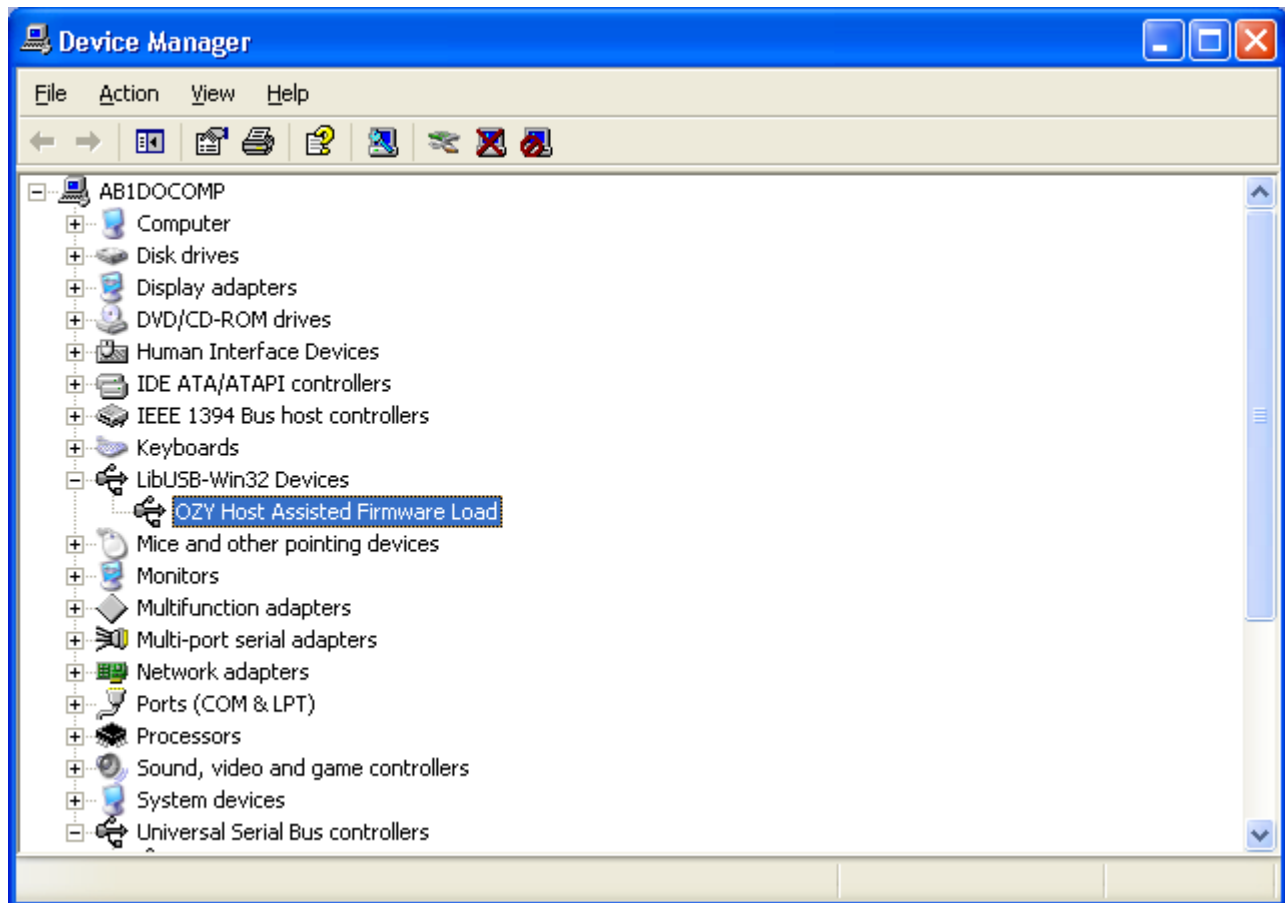 Device Manager
File Action View Help
AB1DOCOMP
Computer
Disk drives
Display adapters
DVD/CD-ROM drives
Human Interface Devices
IDE ATA/ATAPI controllers
IEEE 1394 Bus host controllers
Keyboards
LibUSB-Win32 Devices
OZY Host Assisted Firmware Load
Mice and other pointing devices
Monitors
Multifunction adapters
Multi-port serial adapters
Network adapters
Ports (COM & LPT)
Processors
Sound, video and game controllers
System devices
Universal Serial Bus controllers